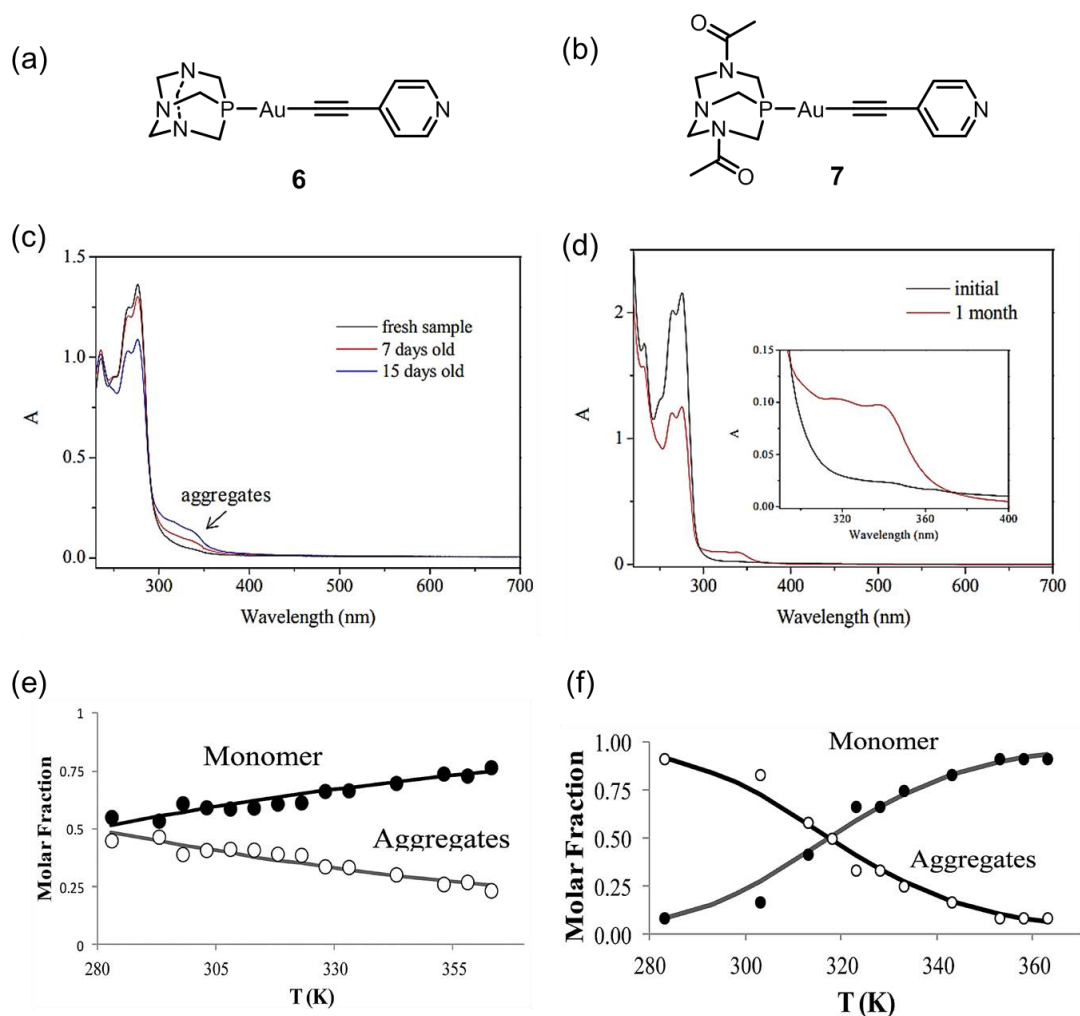 (a)
N
N
N
P
Au
N
6
(b)
O
N
N
N
P
Au
N
O
7
(c)
1.5
1.0
0.5
0.0
A
fresh sample
7 days old
15 days old
aggregates
300 400 500 600 700
Wavelength (nm)
(d)
2
1
0
A
initial
1 month
0.15
0.10
0.05
0.00
A
320 360 400
Wavelength (nm)
300 400 500 600 700
Wavelength (nm)
(e)
1
0.75
0.5
0.25
0
Molar Fraction
Monomer
Aggregates
280 305 330 355
T (K)
(f)
1.00
0.75
0.50
0.25
0.00
Molar Fraction
Monomer
Aggregates
280 300 320 340 360
T (K)